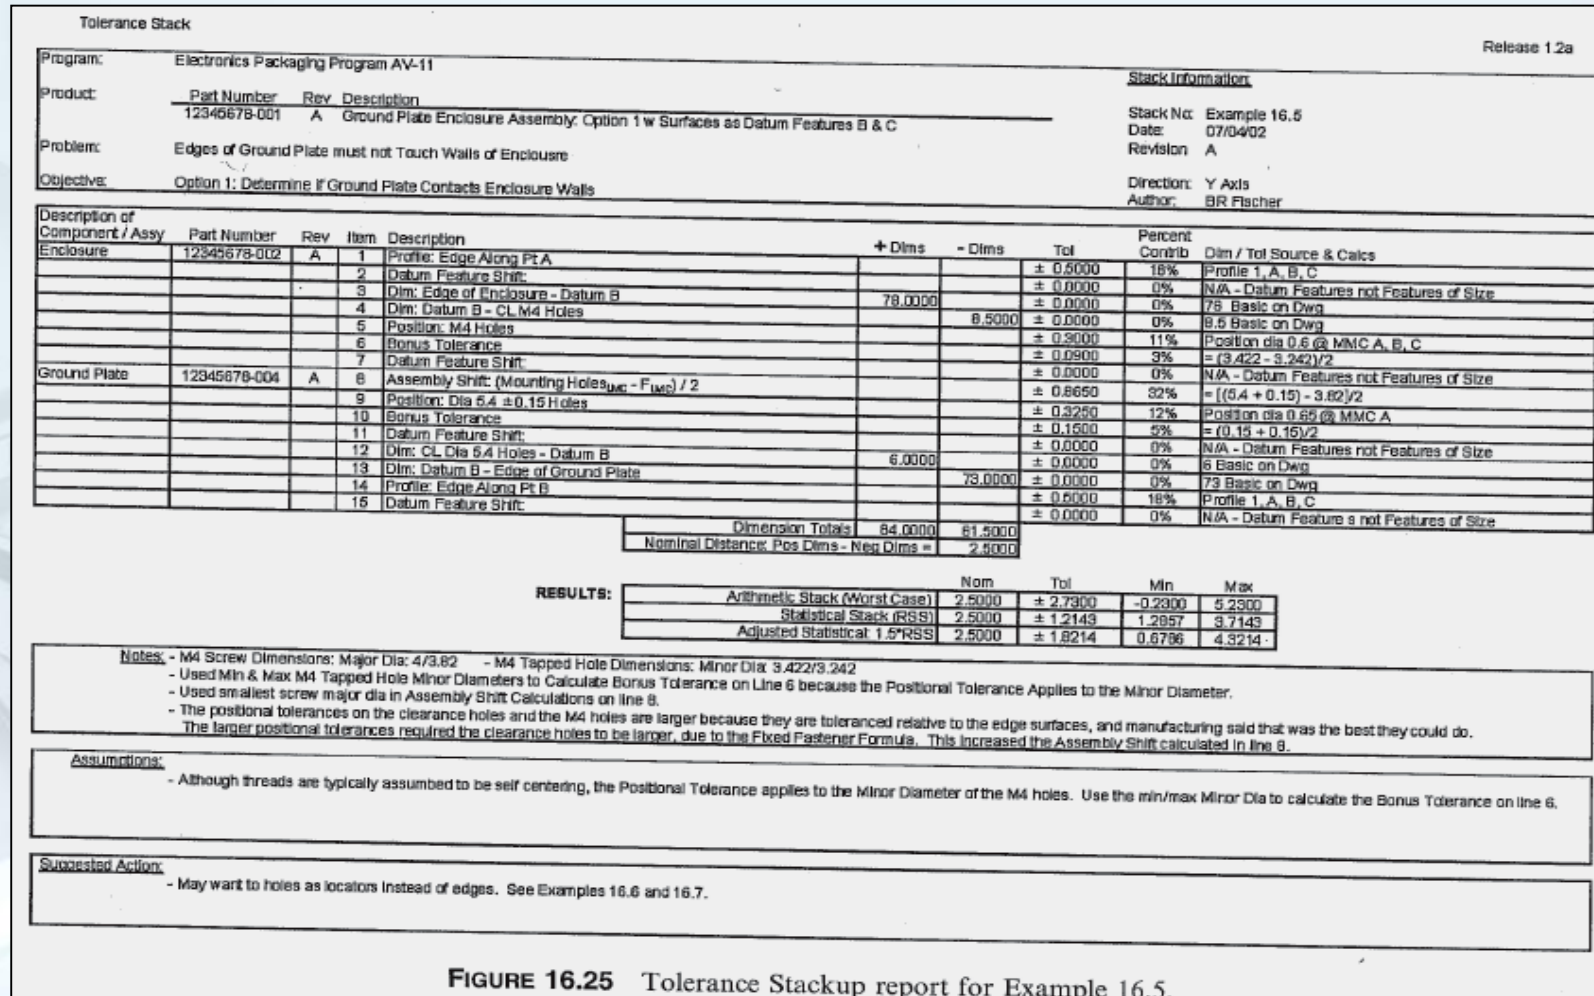 Tolerance Stack
Release 1.2a
Program: Electronics Packaging Program AV-11
Stack Information:
Product: Part Number Rev Description
12345678-001 A Ground Plate Enclosure Assembly: Option 1 w Surfaces as Datum Features B & C
Stack No: Example 16.5
Date: 07/04/02
Problem: Edges of Ground Plate must not Touch Walls of Enclousre
Revision A
Objective: Option 1: Determine if Ground Plate Contacts Enclosure Walls
Direction: Y Axis
Author: BR Fischer
Description of
Component / Assy Part Number Rev Item Description + Dims - Dims Tol Percent Contrib Dim / Tol Source & Calcs
Enclosure 12345678-002 A 1 Profile: Edge Along Pt A ± 0.5000 18% Profile 1, A, B, C
2 Datum Feature Shift: ± 0.0000 0% N/A - Datum Features not Features of Size
3 Dim: Edge of Enclosure - Datum B 78.0000 ± 0.0000 0% 78 Basic on Dwg
4 Dim: Datum B - CL M4 Holes 8.5000 ± 0.0000 0% 8.5 Basic on Dwg
5 Position: M4 Holes ± 0.3000 11% Position dia 0.6 @ MMC A, B, C
6 Bonus Tolerance ± 0.0900 3% = (3.422 - 3.242)/2
7 Datum Feature Shift: ± 0.0000 0% N/A - Datum Features not Features of Size
Ground Plate 12345678-004 A 8 Assembly Shift: (Mounting Holes LMC - F LMC) / 2 ± 0.8650 32% = [(5.4 + 0.15) - 3.82]/2
9 Position: Dia 5.4 ±0.15 Holes ± 0.3250 12% Position dia 0.65 @ MMC A
10 Bonus Tolerance ± 0.1500 5% = (0.15 + 0.15)/2
11 Datum Feature Shift: ± 0.0000 0% N/A - Datum Features not Features of Size
12 Dim: CL Dia 5.4 Holes - Datum B 6.0000 ± 0.0000 0% 6 Basic on Dwg
13 Dim: Datum B - Edge of Ground Plate 73.0000 ± 0.0000 0% 73 Basic on Dwg
14 Profile: Edge Along Pt B ± 0.5000 18% Profile 1, A, B, C
15 Datum Feature Shift: ± 0.0000 0% N/A - Datum Feature s not Features of Size
Dimension Totals 84.0000 81.5000
Nominal Distance: Pos Dims - Neg Dims = 2.5000
RESULTS: Nom Tol Min Max
Arithmetic Stack (Worst Case) 2.5000 ± 2.7300 -0.2300 5.2300
Statistical Stack (RSS) 2.5000 ± 1.2143 1.2857 3.7143
Adjusted Statistical: 1.5*RSS 2.5000 ± 1.8214 0.6786 4.3214
Notes: - M4 Screw Dimensions: Major Dia: 4/3.82 - M4 Tapped Hole Dimensions: Minor Dia: 3.422/3.242
- Used Min & Max M4 Tapped Hole Minor Diameters to Calculate Bonus Tolerance on Line 6 because the Positional Tolerance Applies to the Minor Diameter.
- Used smallest screw major dia in Assembly Shift Calculations on line 8.
- The positional tolerances on the clearance holes and the M4 holes are larger because they are toleranced relative to the edge surfaces, and manufacturing said that was the best they could do.
The larger positional tolerances required the clearance holes to be larger, due to the Fixed Fastener Formula. This increased the Assembly Shift calculated in line 8.
Assumptions:
- Although threads are typically assumbed to be self centering, the Positional Tolerance applies to the Minor Diameter of the M4 holes. Use the min/max Minor Dia to calculate the Bonus Tolerance on line 6.
Suggested Action:
- May want to holes as locators instead of edges. See Examples 16.6 and 16.7.
FIGURE 16.25 Tolerance Stackup report for Example 16.5.